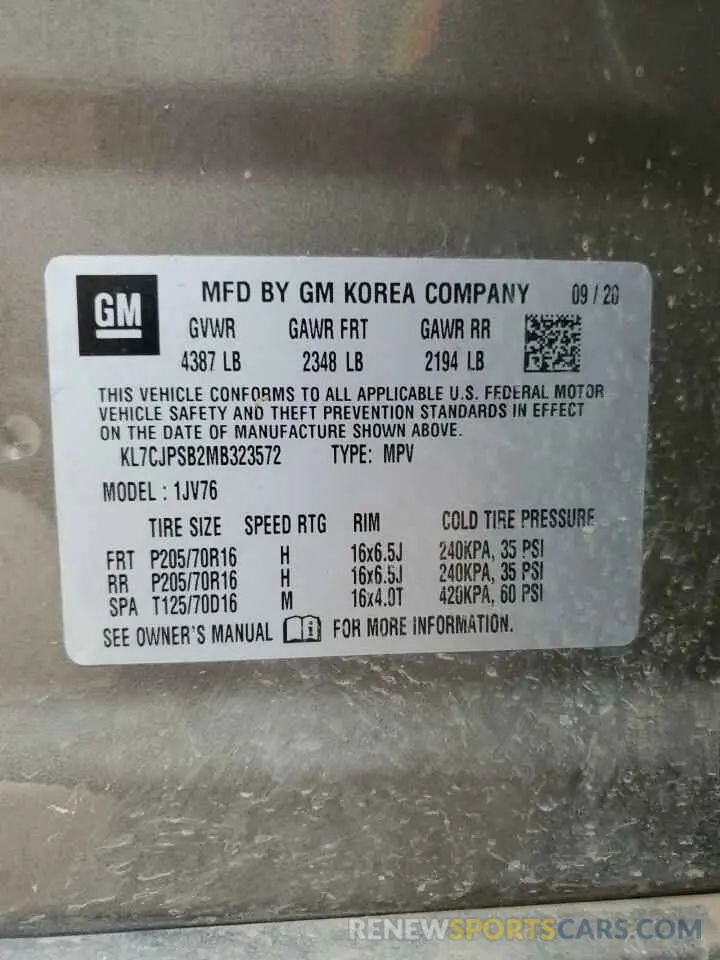 GM MFD BY GM KOREA COMPANY 09 / 20
GVWR GAWR FRT GAWR RR
4387 LB 2348 LB 2194 LB
THIS VEHICLE CONFORMS TO ALL APPLICABLE U.S. FEDERAL MOTOR
VEHICLE SAFETY AND THEFT PREVENTION STANDARDS IN EFFECT
ON THE DATE OF MANUFACTURE SHOWN ABOVE.
KL7CJPSB2MB323572 TYPE: MPV
MODEL : 1JV76
TIRE SIZE SPEED RTG RIM COLD TIRE PRESSURE
FRT P205/70R16 H 16x6.5J 240KPA, 35 PSI
RR P205/70R16 H 16x6.5J 240KPA, 35 PSI
SPA T125/70D16 M 16x4.0T 420KPA, 60 PSI
SEE OWNER'S MANUAL FOR MORE INFORMATION.
RENEWSPORTSCARS.COM